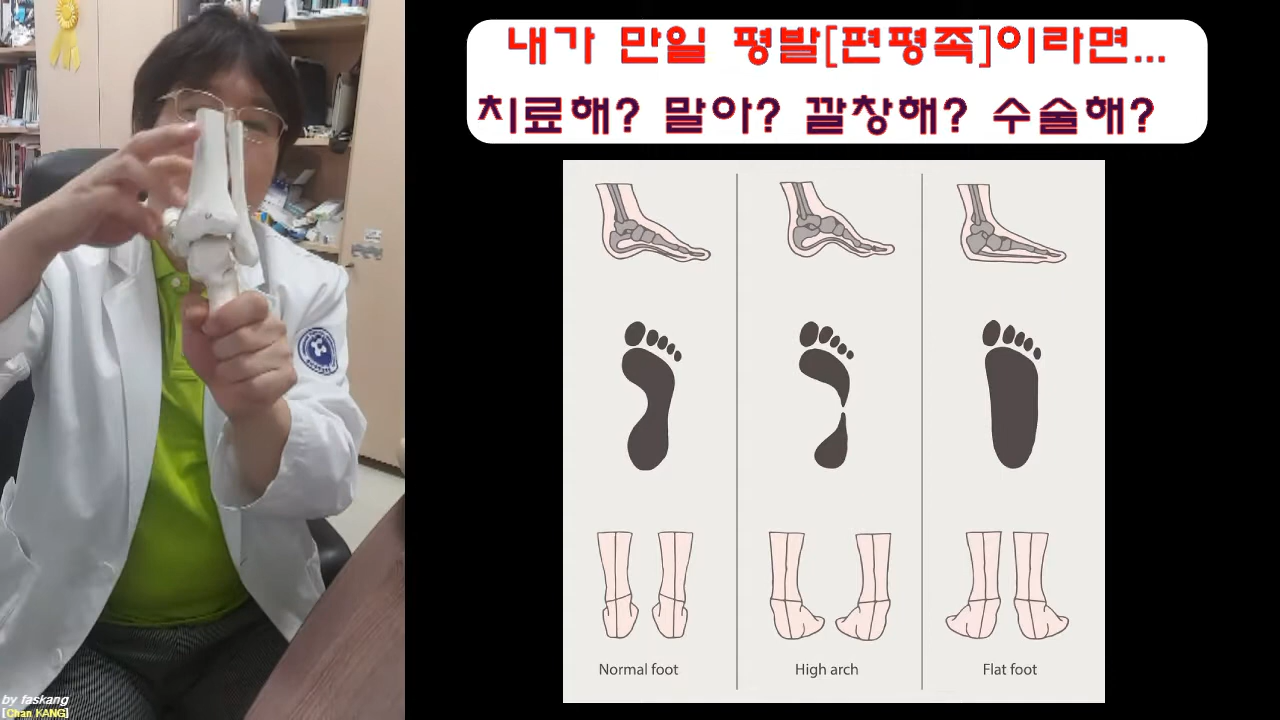 내가 만일 평발[편평족]이라면...
치료해? 말아? 깔창해? 수술해?
Normal foot
High arch
Flat foot
by faskang
[Chan KANG]